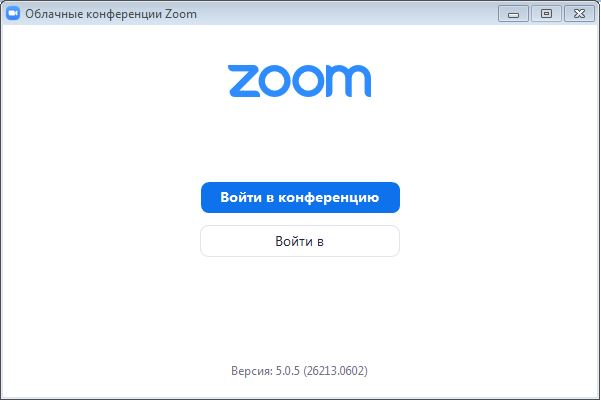 Облачные конференции Zoom
zoom
Войти в конференцию
Войти в
Версия: 5.0.5 (26213.0602)